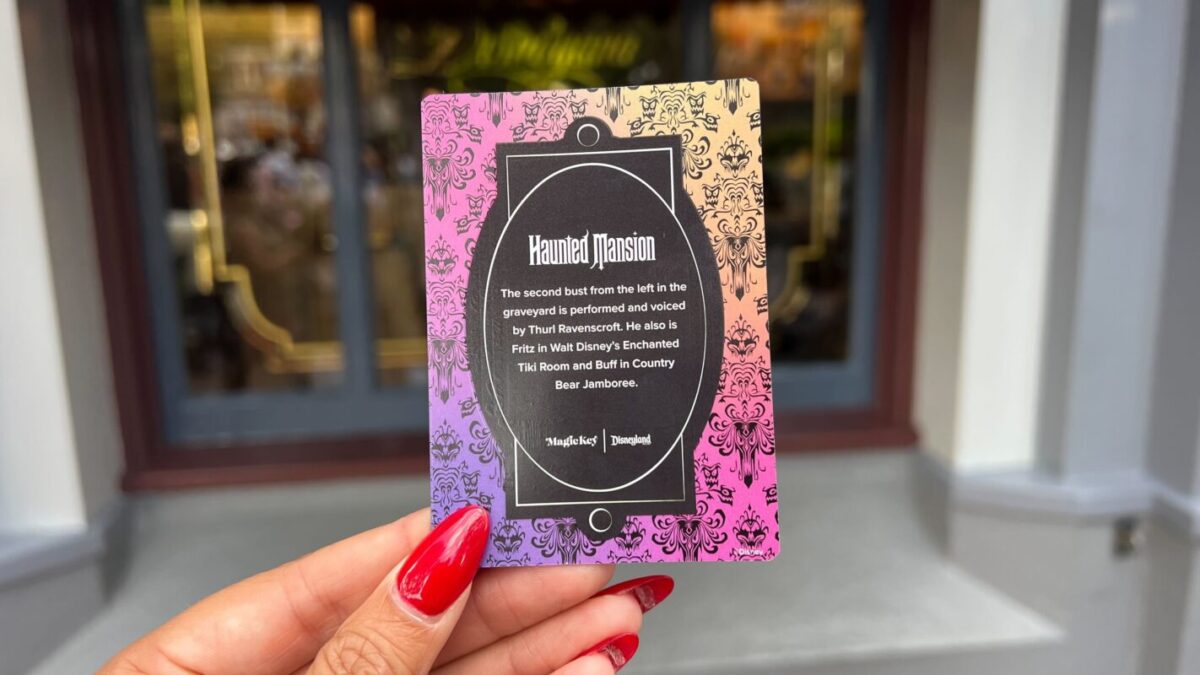 Haunted Mansion
The second bust from the left in the
graveyard is performed and voiced
by Thurl Ravenscroft. He also is
Fritz in Walt Disney's Enchanted
Tiki Room and Buff in Country
Bear Jamboree.
Magic Key | Disneyland
Disney